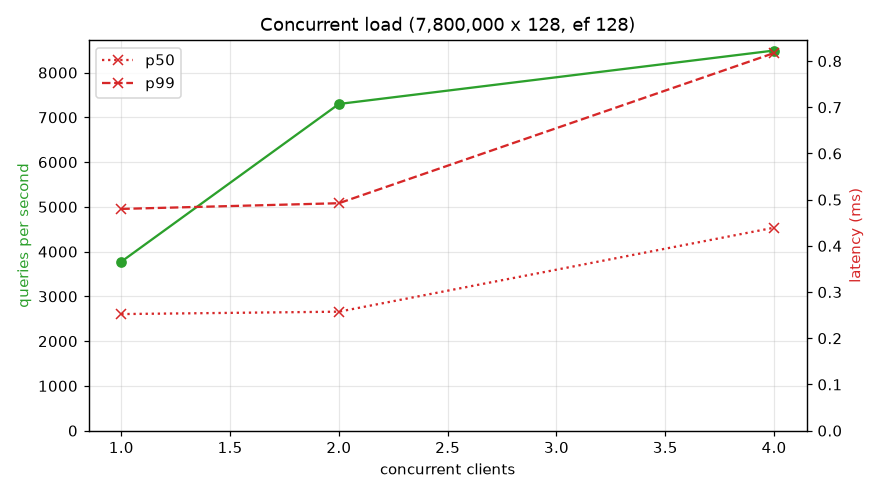 Concurrent load (7,800,000 x 128, ef 128)
p50
p99
queries per second
8000
7000
6000
5000
4000
3000
2000
1000
0
0.8
0.7
0.6
0.5
0.4
0.3
0.2
0.1
0.0
latency (ms)
1.0 1.5 2.0 2.5 3.0 3.5 4.0
concurrent clients